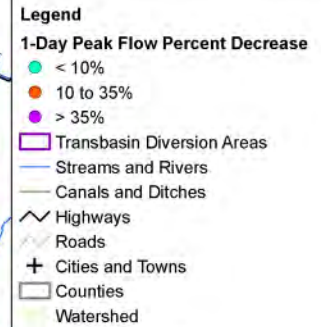 Legend
1-Day Peak Flow Percent Decrease
< 10%
10 to 35%
> 35%
Transbasin Diversion Areas
Streams and Rivers
Canals and Ditches
Highways
Roads
Cities and Towns
Counties
Watershed